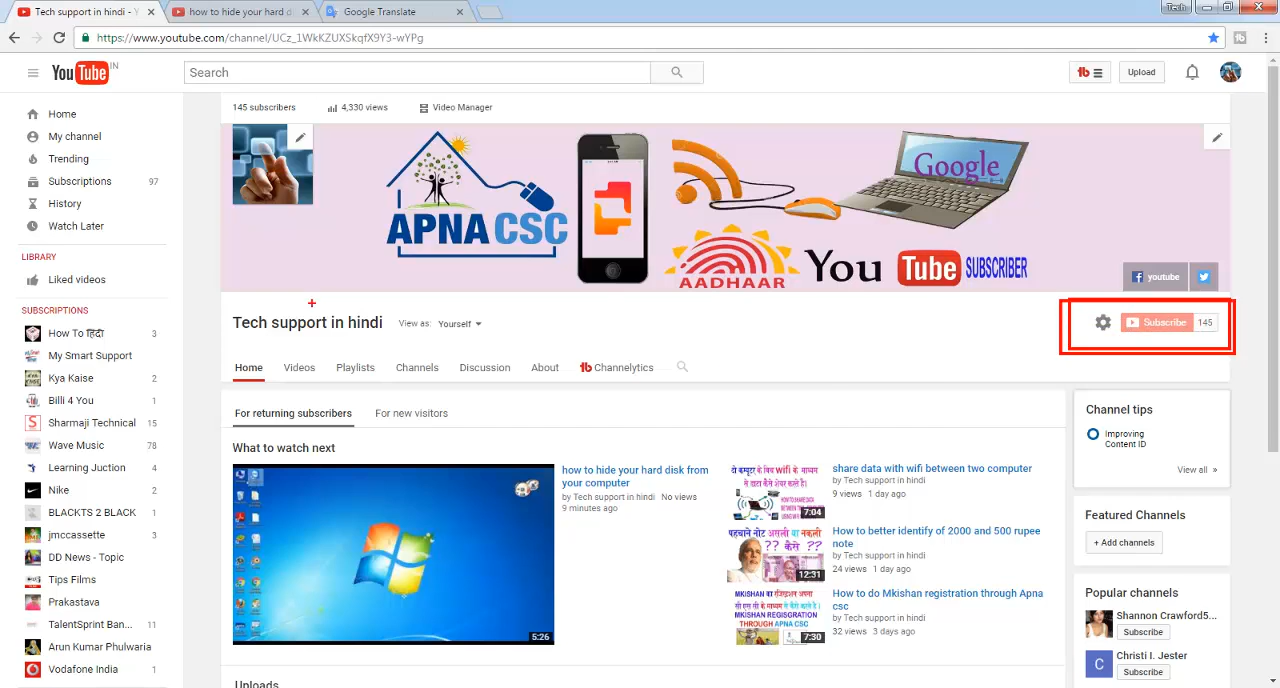 Tech support in hindi - Y
how to hide your hard d
Google Translate
Tech
https://www.youtube.com/channel/UCz_1WkKZUXSkqfX9Y3-wYPg
YouTube IN
Search
Upload
145 subscribers
4,330 views
Video Manager
Home
My channel
Trending
Subscriptions 97
History
Watch Later
LIBRARY
Liked videos
SUBSCRIPTIONS
How To हिंदी 3
My Smart Support
Kya Kaise 2
Billi 4 You 1
Sharmaji Technical 15
Wave Music 78
Learning Juction 4
Nike 2
BLACKTS 2 BLACK 1
jmccassette 3
DD News - Topic
Tips Films
Prakastava
TalentSprint Ban... 11
Arun Kumar Phulwaria
Vodafone India 1
APNA CSC
Google
AADHAAR
YouTube SUBSCRIBER
youtube
Tech support in hindi
View as: Yourself
Subscribe 145
Home
Videos
Playlists
Channels
Discussion
About
Channelytics
For returning subscribers
For new visitors
What to watch next
5:26
how to hide your hard disk from
your computer
by Tech support in hindi No views
9 minutes ago
7:04
share data with wifi between two computer
by Tech support in hindi
9 views 1 day ago
पहचाने नोट असली या नकली
?? कैसे ??
12:31
How to better identify of 2000 and 500 rupee
note
by Tech support in hindi
24 views 1 day ago
MKISHAN REGISGRATION
THROUGH APNA CSC
7:30
How to do Mkishan registration through Apna
csc
by Tech support in hindi
32 views 3 days ago
Uploads
Channel tips
Improving
Content ID
View all »
Featured Channels
+ Add channels
Popular channels
Shannon Crawford5...
Subscribe
C
Christi I. Jester
Subscribe